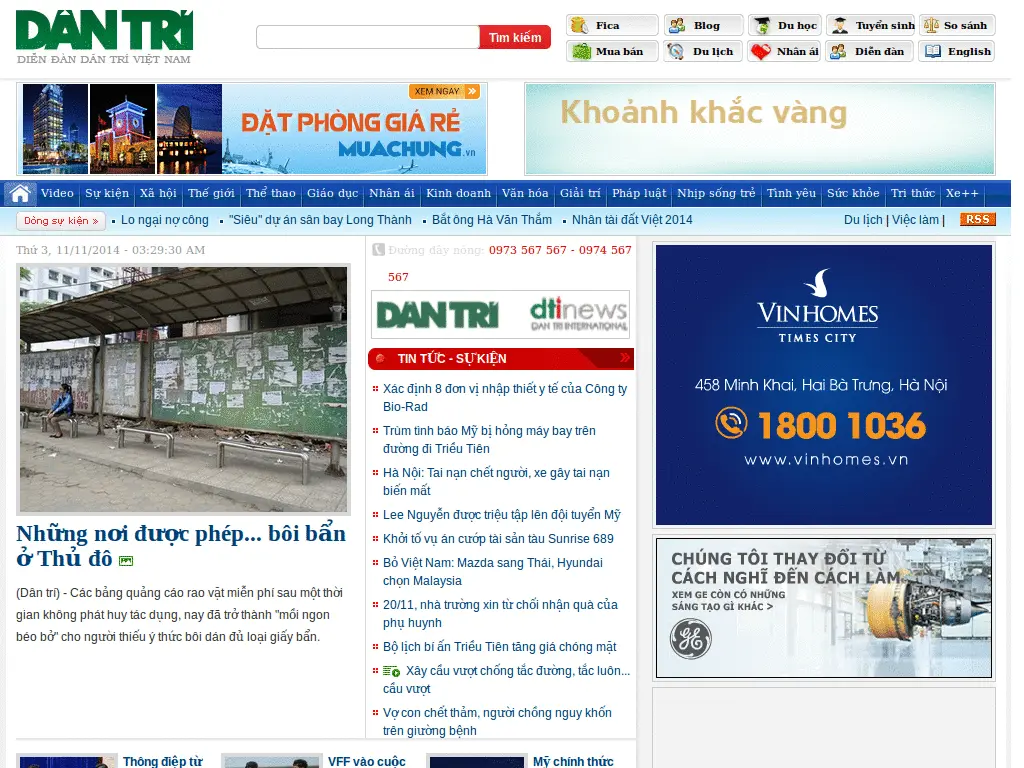 DÂN TRÍ
DIỄN ĐÀN DÂN TRÍ VIỆT NAM
Tìm kiếm
Fica
Blog
Du học
Tuyển sinh
So sánh
Mua bán
Du lịch
Nhân ái
Diễn đàn
English
XEM NGAY
ĐẶT PHÒNG GIÁ RẺ
MUACHUNG.vn
Khoảnh khắc vàng
Video Sự kiện Xã hội Thế giới Thể thao Giáo dục Nhân ái Kinh doanh Văn hóa Giải trí Pháp luật Nhịp sống trẻ Tình yêu Sức khỏe Tri thức Xe++
Dòng sự kiện » Lo ngại nợ công "Siêu" dự án sân bay Long Thành Bắt ông Hà Văn Thắm Nhân tài đất Việt 2014 Du lịch | Việc làm | RSS
Thứ 3, 11/11/2014 - 03:29:30 AM
Những nơi được phép... bôi bẩn
ở Thủ đô
(Dân trí) - Các bảng quảng cáo rao vặt miễn phí sau một thời
gian không phát huy tác dụng, nay đã trở thành "mồi ngon
béo bở" cho người thiếu ý thức bôi dán đủ loại giấy bẩn.
Đường dây nóng: 0973 567 567 - 0974 567
567
DÂN TRÍ
dtinews
DAN TRI INTERNATIONAL
TIN TỨC - SỰ KIỆN
Xác định 8 đơn vị nhập thiết y tế của Công ty
Bio-Rad
Trùm tình báo Mỹ bị hỏng máy bay trên
đường đi Triều Tiên
Hà Nội: Tai nạn chết người, xe gây tai nạn
biến mất
Lee Nguyễn được triệu tập lên đội tuyển Mỹ
Khởi tố vụ án cướp tài sản tàu Sunrise 689
Bỏ Việt Nam: Mazda sang Thái, Hyundai
chọn Malaysia
20/11, nhà trường xin từ chối nhận quà của
phụ huynh
Bộ lịch bí ẩn Triều Tiên tăng giá chóng mặt
Xây cầu vượt chống tắc đường, tắc luôn...
cầu vượt
Vợ con chết thảm, người chồng nguy khốn
trên giường bệnh
VINHOMES
TIMES CITY
458 Minh Khai, Hai Bà Trưng, Hà Nội
1800 1036
www.vinhomes.vn
CHÚNG TÔI THAY ĐỔI TỪ
CÁCH NGHĨ ĐẾN CÁCH LÀM
XEM GE CÒN CÓ NHỮNG
SÁNG TẠO GÌ KHÁC >
GE
Thông điệp từ
VFF vào cuộc
Mỹ chính thức